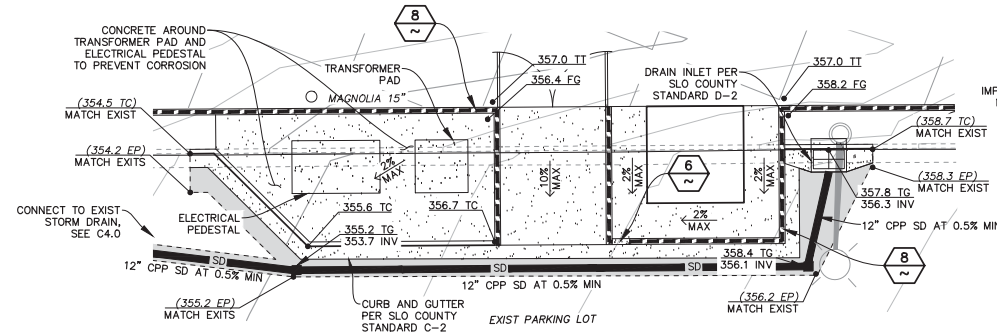 CONCRETE AROUND
TRANSFORMER PAD AND
ELECTRICAL PEDESTAL
TO PREVENT CORROSION
8
~
TRANSFORMER
PAD
MAGNOLIA 15"
357.0 TT
356.4 FG
DRAIN INLET PER
SLO COUNTY
STANDARD D-2
357.0 TT
358.2 FG
(354.5 TC)
MATCH EXIST
(358.7 TC)
MATCH EXIST
(354.2 EP)
MATCH EXITS
2%
MAX
10%
MAX
2%
MAX
6
~
2%
MAX
(358.3 EP)
MATCH EXIST
357.8 TG
356.3 INV
CONNECT TO EXIST
STORM DRAIN,
SEE C4.0
ELECTRICAL
PEDESTAL
355.6 TC
356.7 TC
2%
MAX
355.2 TG
353.7 INV
358.4 TG
356.1 INV
12" CPP SD AT 0.5% MIN
8
~
SD
SD
SD
12" CPP SD AT 0.5% MIN
12" CPP SD AT 0.5% MIN
(355.2 EP)
MATCH EXITS
CURB AND GUTTER
PER SLO COUNTY
STANDARD C-2
EXIST PARKING LOT
(356.2 EP)
MATCH EXIST